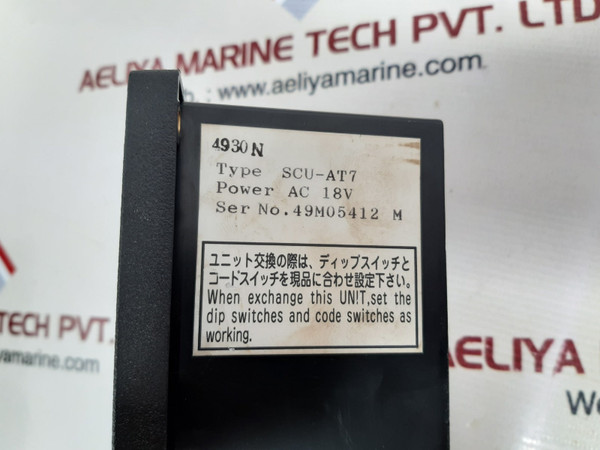 AELIYA MARINE TECH PVT. LTD
: www.aeliyamarine.com
4930N
Type SCU-AT7
Power AC 18V
Ser No.49M05412 M
ユニット交換の際は、ディップスイッチと
コードスイッチを現品に合わせ設定下さい。
When exchange this UNIT,set the
dip switches and code switches as
working.
TECH PVT.
AELIYA
We